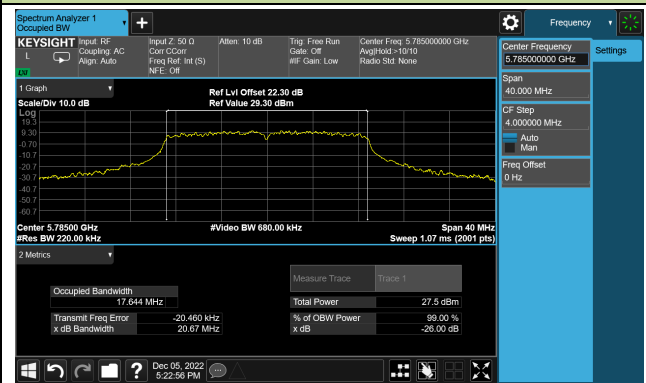 Spectrum Analyzer 1
Occupied BW
Frequency
KEYSIGHT
L
Input: RF
Coupling: AC
Align: Auto
Input Z: 50 Ω
Corr CCorr
Freq Ref: Int (S)
NFE: Off
Atten: 10 dB
Trig: Free Run
Gate: Off
#IF Gain: Low
Center Freq: 5.785000000 GHz
Avg|Hold:>10/10
Radio Std: None
Center Frequency
5.785000000 GHz
Settings
Span
40.000 MHz
CF Step
4.000000 MHz
Auto
Man
Freq Offset
0 Hz
1 Graph
Scale/Div 10.0 dB
Ref Lvl Offset 22.30 dB
Ref Value 29.30 dBm
Log
19.3
9.30
-0.70
-10.7
-20.7
-30.7
-40.7
-50.7
-60.7
Center 5.78500 GHz
#Video BW 680.00 kHz
Span 40 MHz
#Res BW 220.00 kHz
Sweep 1.07 ms (2001 pts)
2 Metrics
Measure Trace
Trace 1
Occupied Bandwidth
17.644 MHz
Total Power
27.5 dBm
Transmit Freq Error
-20.460 kHz
% of OBW Power
99.00 %
x dB Bandwidth
20.67 MHz
x dB
-26.00 dB
?
Dec 05, 2022
5:22:56 PM